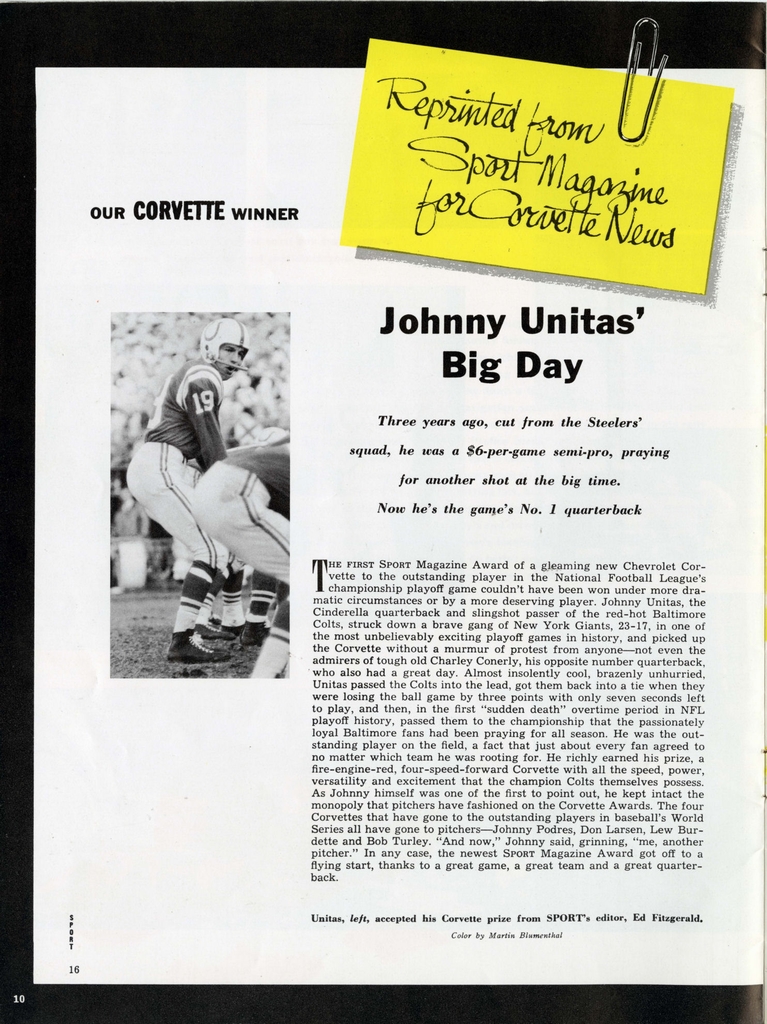 Reprinted from
Sport Magazine
for Corvette News
OUR CORVETTE WINNER
Johnny Unitas'
Big Day
Three years ago, cut from the Steelers'
squad, he was a $6-per-game semi-pro, praying
for another shot at the big time.
Now he's the game's No. 1 quarterback
19
THE FIRST SPORT Magazine Award of a gleaming new Chevrolet Cor-
vette to the outstanding player in the National Football League's
championship playoff game couldn't have been won under more dra-
matic circumstances or by a more deserving player. Johnny Unitas, the
Cinderella quarterback and slingshot passer of the red-hot Baltimore
Colts, struck down a brave gang of New York Giants, 23-17, in one of
the most unbelievably exciting playoff games in history, and picked up
the Corvette without a murmur of protest from anyone—not even the
admirers of tough old Charley Conerly, his opposite number quarterback,
who also had a great day. Almost insolently cool, brazenly unhurried,
Unitas passed the Colts into the lead, got them back into a tie when they
were losing the ball game by three points with only seven seconds left
to play, and then, in the first "sudden death" overtime period in NFL
playoff history, passed them to the championship that the passionately
loyal Baltimore fans had been praying for all season. He was the out-
standing player on the field, a fact that just about every fan agreed to
no matter which team he was rooting for. He richly earned his prize, a
fire-engine-red, four-speed-forward Corvette with all the speed, power,
versatility and excitement that the champion Colts themselves possess.
As Johnny himself was one of the first to point out, he kept intact the
monopoly that pitchers have fashioned on the Corvette Awards. The four
Corvettes that have gone to the outstanding players in baseball's World
Series all have gone to pitchers—Johnny Podres, Don Larsen, Lew Bur-
dette and Bob Turley. "And now," Johnny said, grinning, "me, another
pitcher." In any case, the newest SPORT Magazine Award got off to a
flying start, thanks to a great game, a great team and a great quarter-
back.
Unitas, left, accepted his Corvette prize from SPORT's editor, Ed Fitzgerald.
Color by Martin Blumenthal
SPORT
16
10